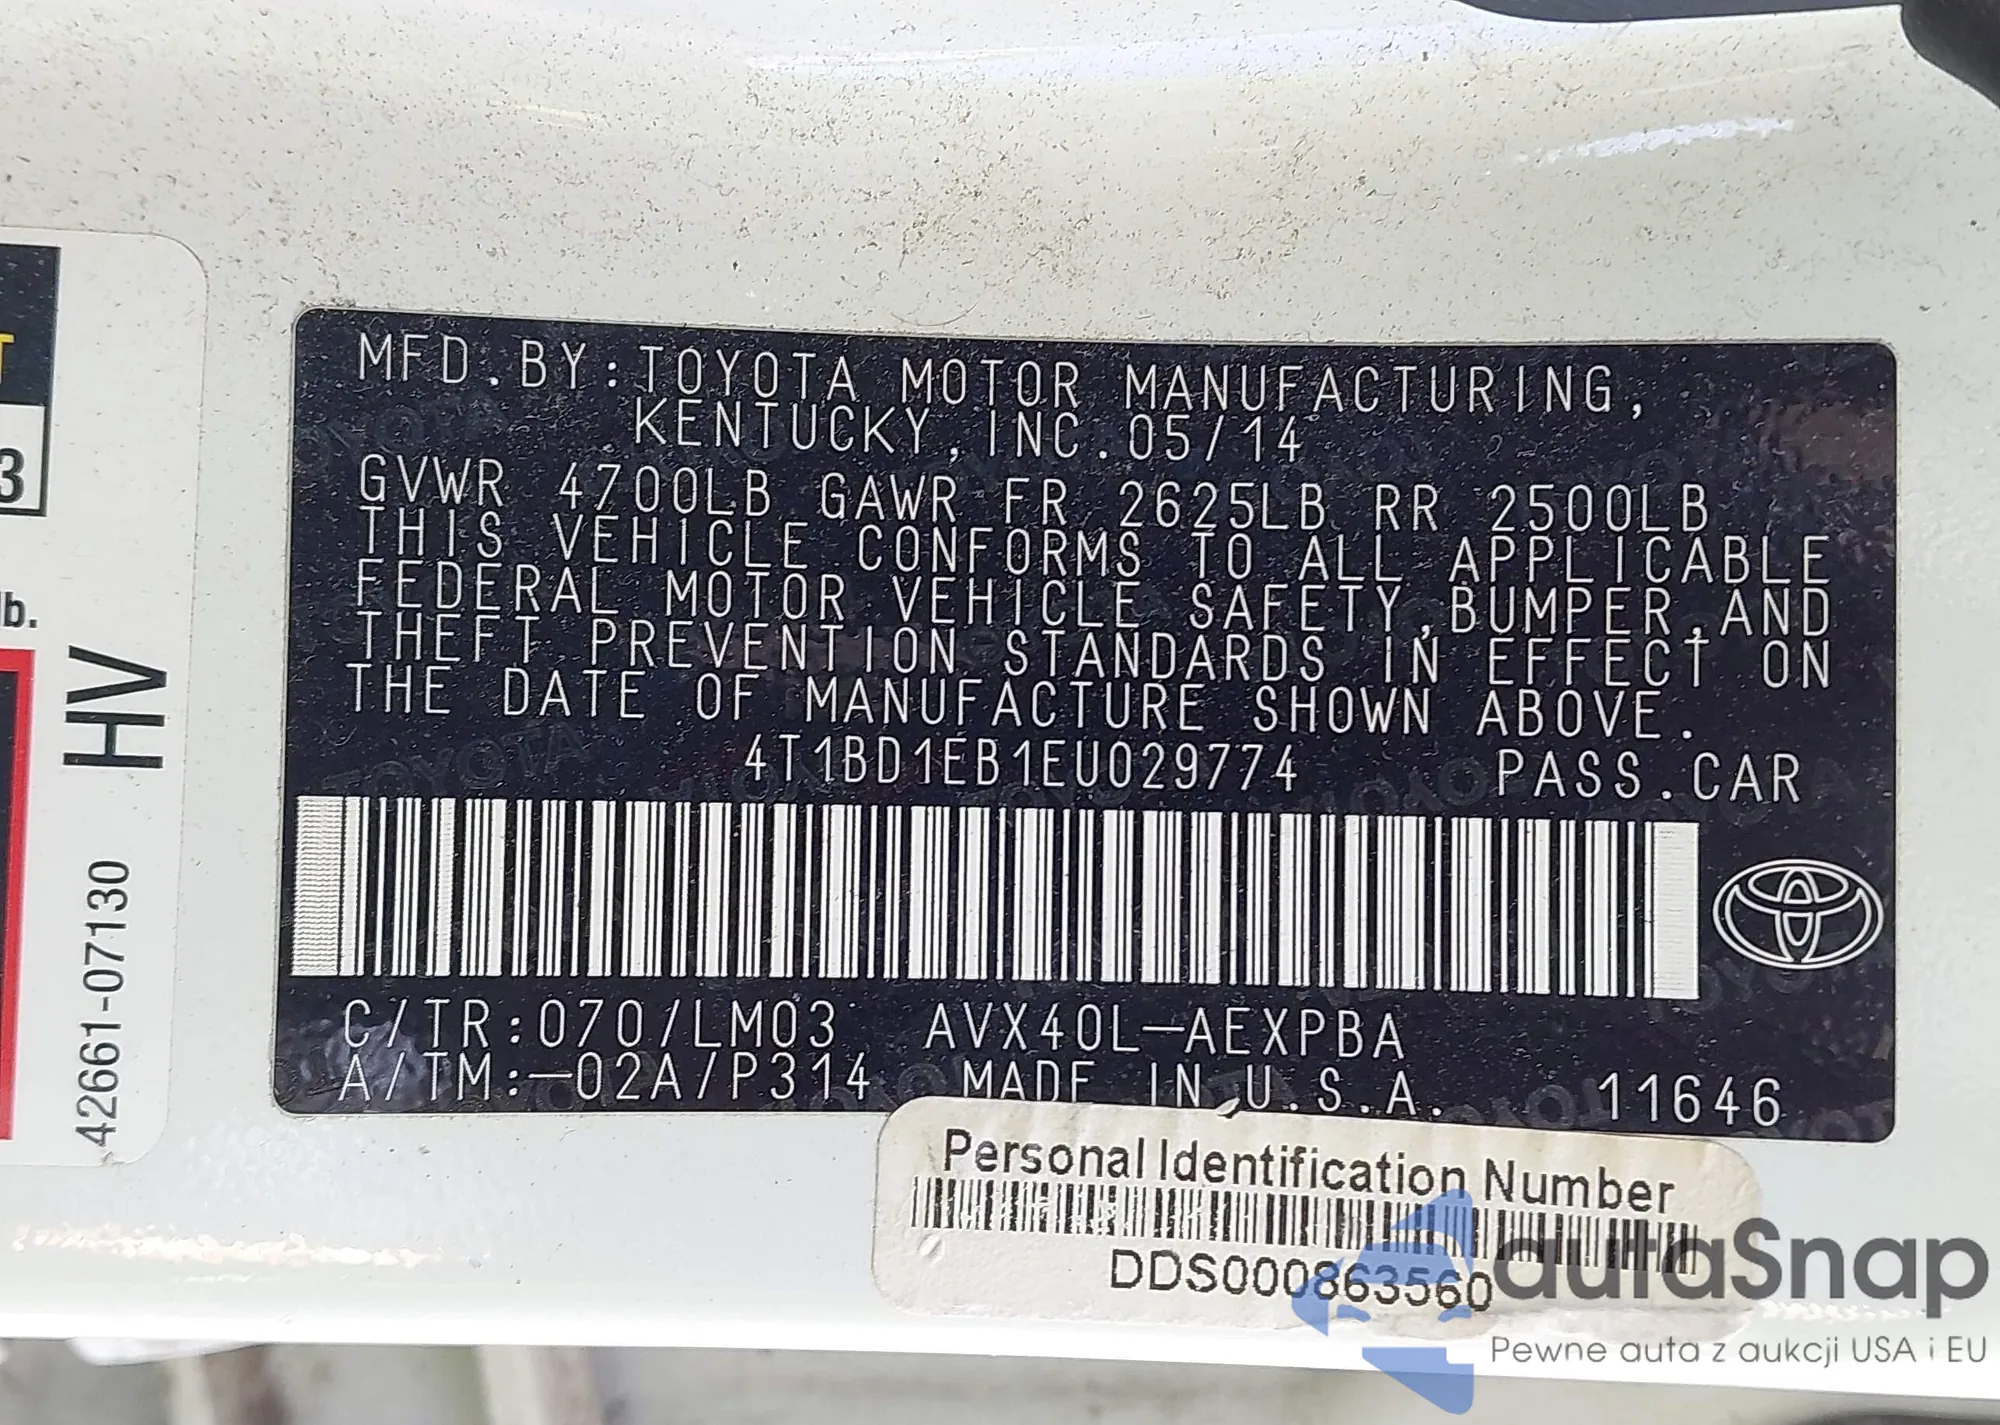 T
3
lb.
HV
42661-07130
MFD.BY:TOYOTA MOTOR MANUFACTURING,
KENTUCKY,INC.05/14
GVWR 4700LB GAWR FR 2625LB RR 2500LB
THIS VEHICLE CONFORMS TO ALL APPLICABLE
FEDERAL MOTOR VEHICLE SAFETY,BUMPER,AND
THEFT PREVENTION STANDARDS IN EFFECT ON
THE DATE OF MANUFACTURE SHOWN ABOVE.
4T1BD1EB1EU029774 PASS.CAR
C/TR:070/LM03 AVX40L-AEXPBA
A/TM:-02A/P314 MADE IN U.S.A. 11646
Personal Identification Number
DDS000863560
autaSnap
Pewne auta z aukcji USA i EU